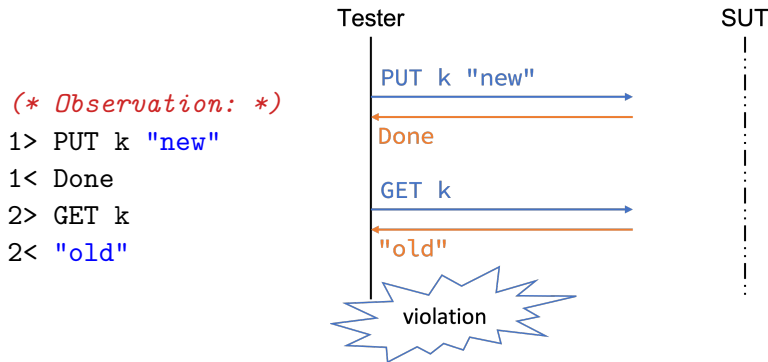 (* Observation: *)
1> PUT k "new"
1< Done
2> GET k
2< "old"
Tester
SUT
PUT k "new"
Done
GET k
"old"
violation